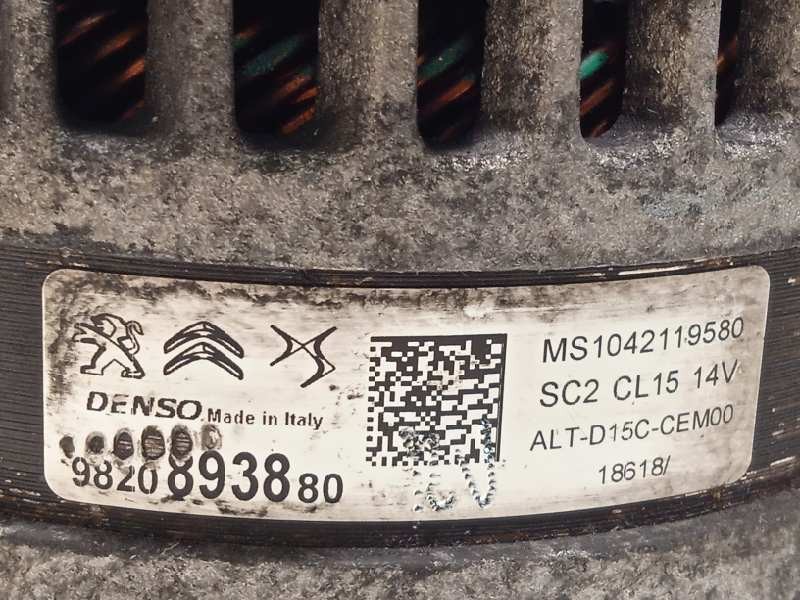 DENSO Made in Italy
9820893880
MS1042119580
SC2 CL15 14V
ALT-D15C-CEM00
18618/